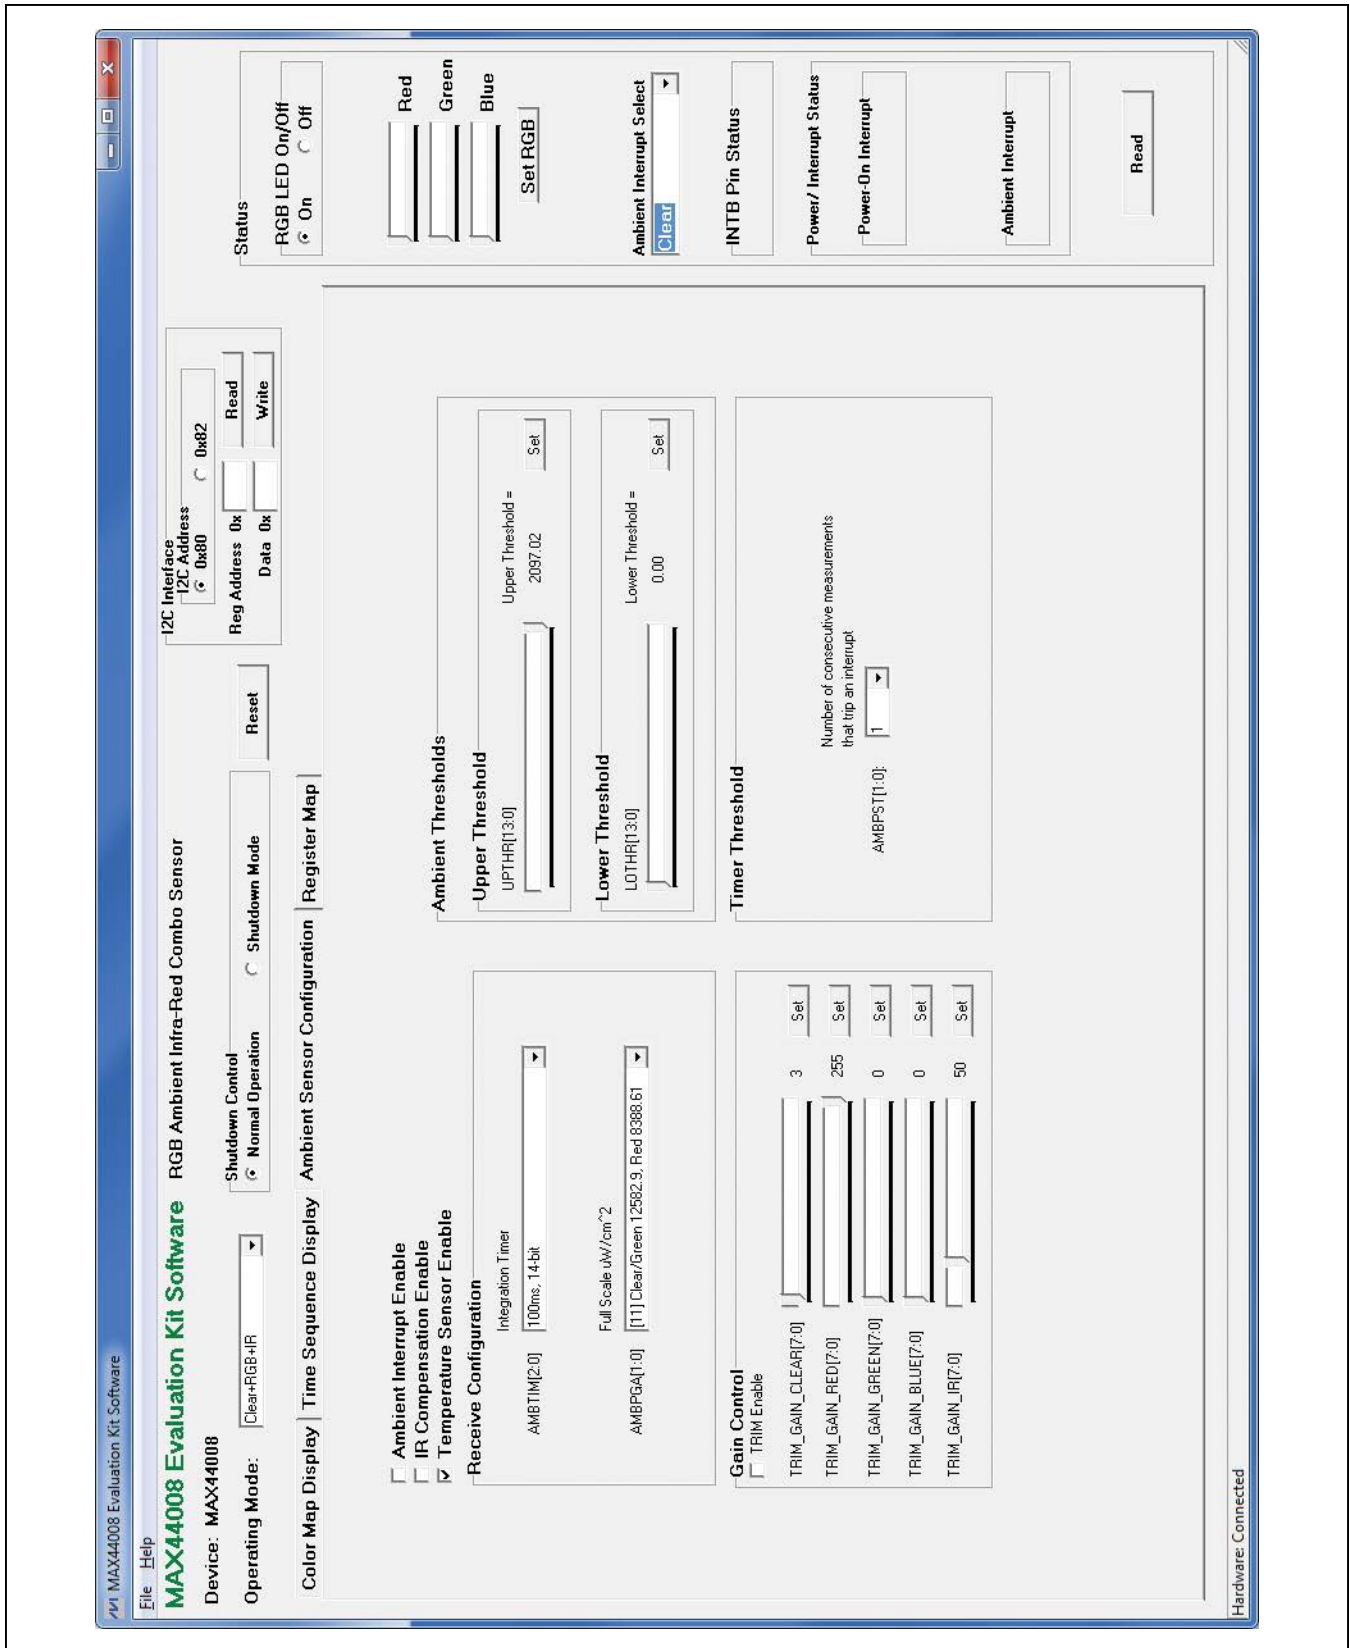 MAX44008 Evaluation Kit Software
File Help
MAX44008 Evaluation Kit Software RGB Ambient Infra-Red Combo Sensor
Device: MAX44008
Operating Mode: Clear+RGB+IR
Shutdown Control
Normal Operation Shutdown Mode
Reset
I2C Interface
I2C Address
0x80 0x82
Reg Address 0x Read
Data 0x Write
Color Map Display Time Sequence Display Ambient Sensor Configuration Register Map
Ambient Interrupt Enable
IR Compensation Enable
Temperature Sensor Enable
Receive Configuration
Integration Timer
AMBTIM[2:0] 100ms, 14-bit
Full Scale uW/cm^2
AMBPGA[1:0] [11] Clear/Green 12582.9, Red 8388.61
Ambient Thresholds
Upper Threshold
UPTHR[13:0] Upper Threshold =
2097.02 Set
Lower Threshold
LOTHR[13:0] Lower Threshold =
0.00 Set
Gain Control
TRIM Enable
TRIM_GAIN_CLEAR[7:0] 3 Set
TRIM_GAIN_RED[7:0] 255 Set
TRIM_GAIN_GREEN[7:0] 0 Set
TRIM_GAIN_BLUE[7:0] 0 Set
TRIM_GAIN_IR[7:0] 50 Set
Timer Threshold
Number of consecutive measurements
that trip an interrupt
AMBPST[1:0]: 1
Status
RGB LED On/Off
On Off
Red
Green
Blue
Set RGB
Ambient Interrupt Select
Clear
INTB Pin Status
Power/ Interrupt Status
Power-On Interrupt
Ambient Interrupt
Read
Hardware: Connected